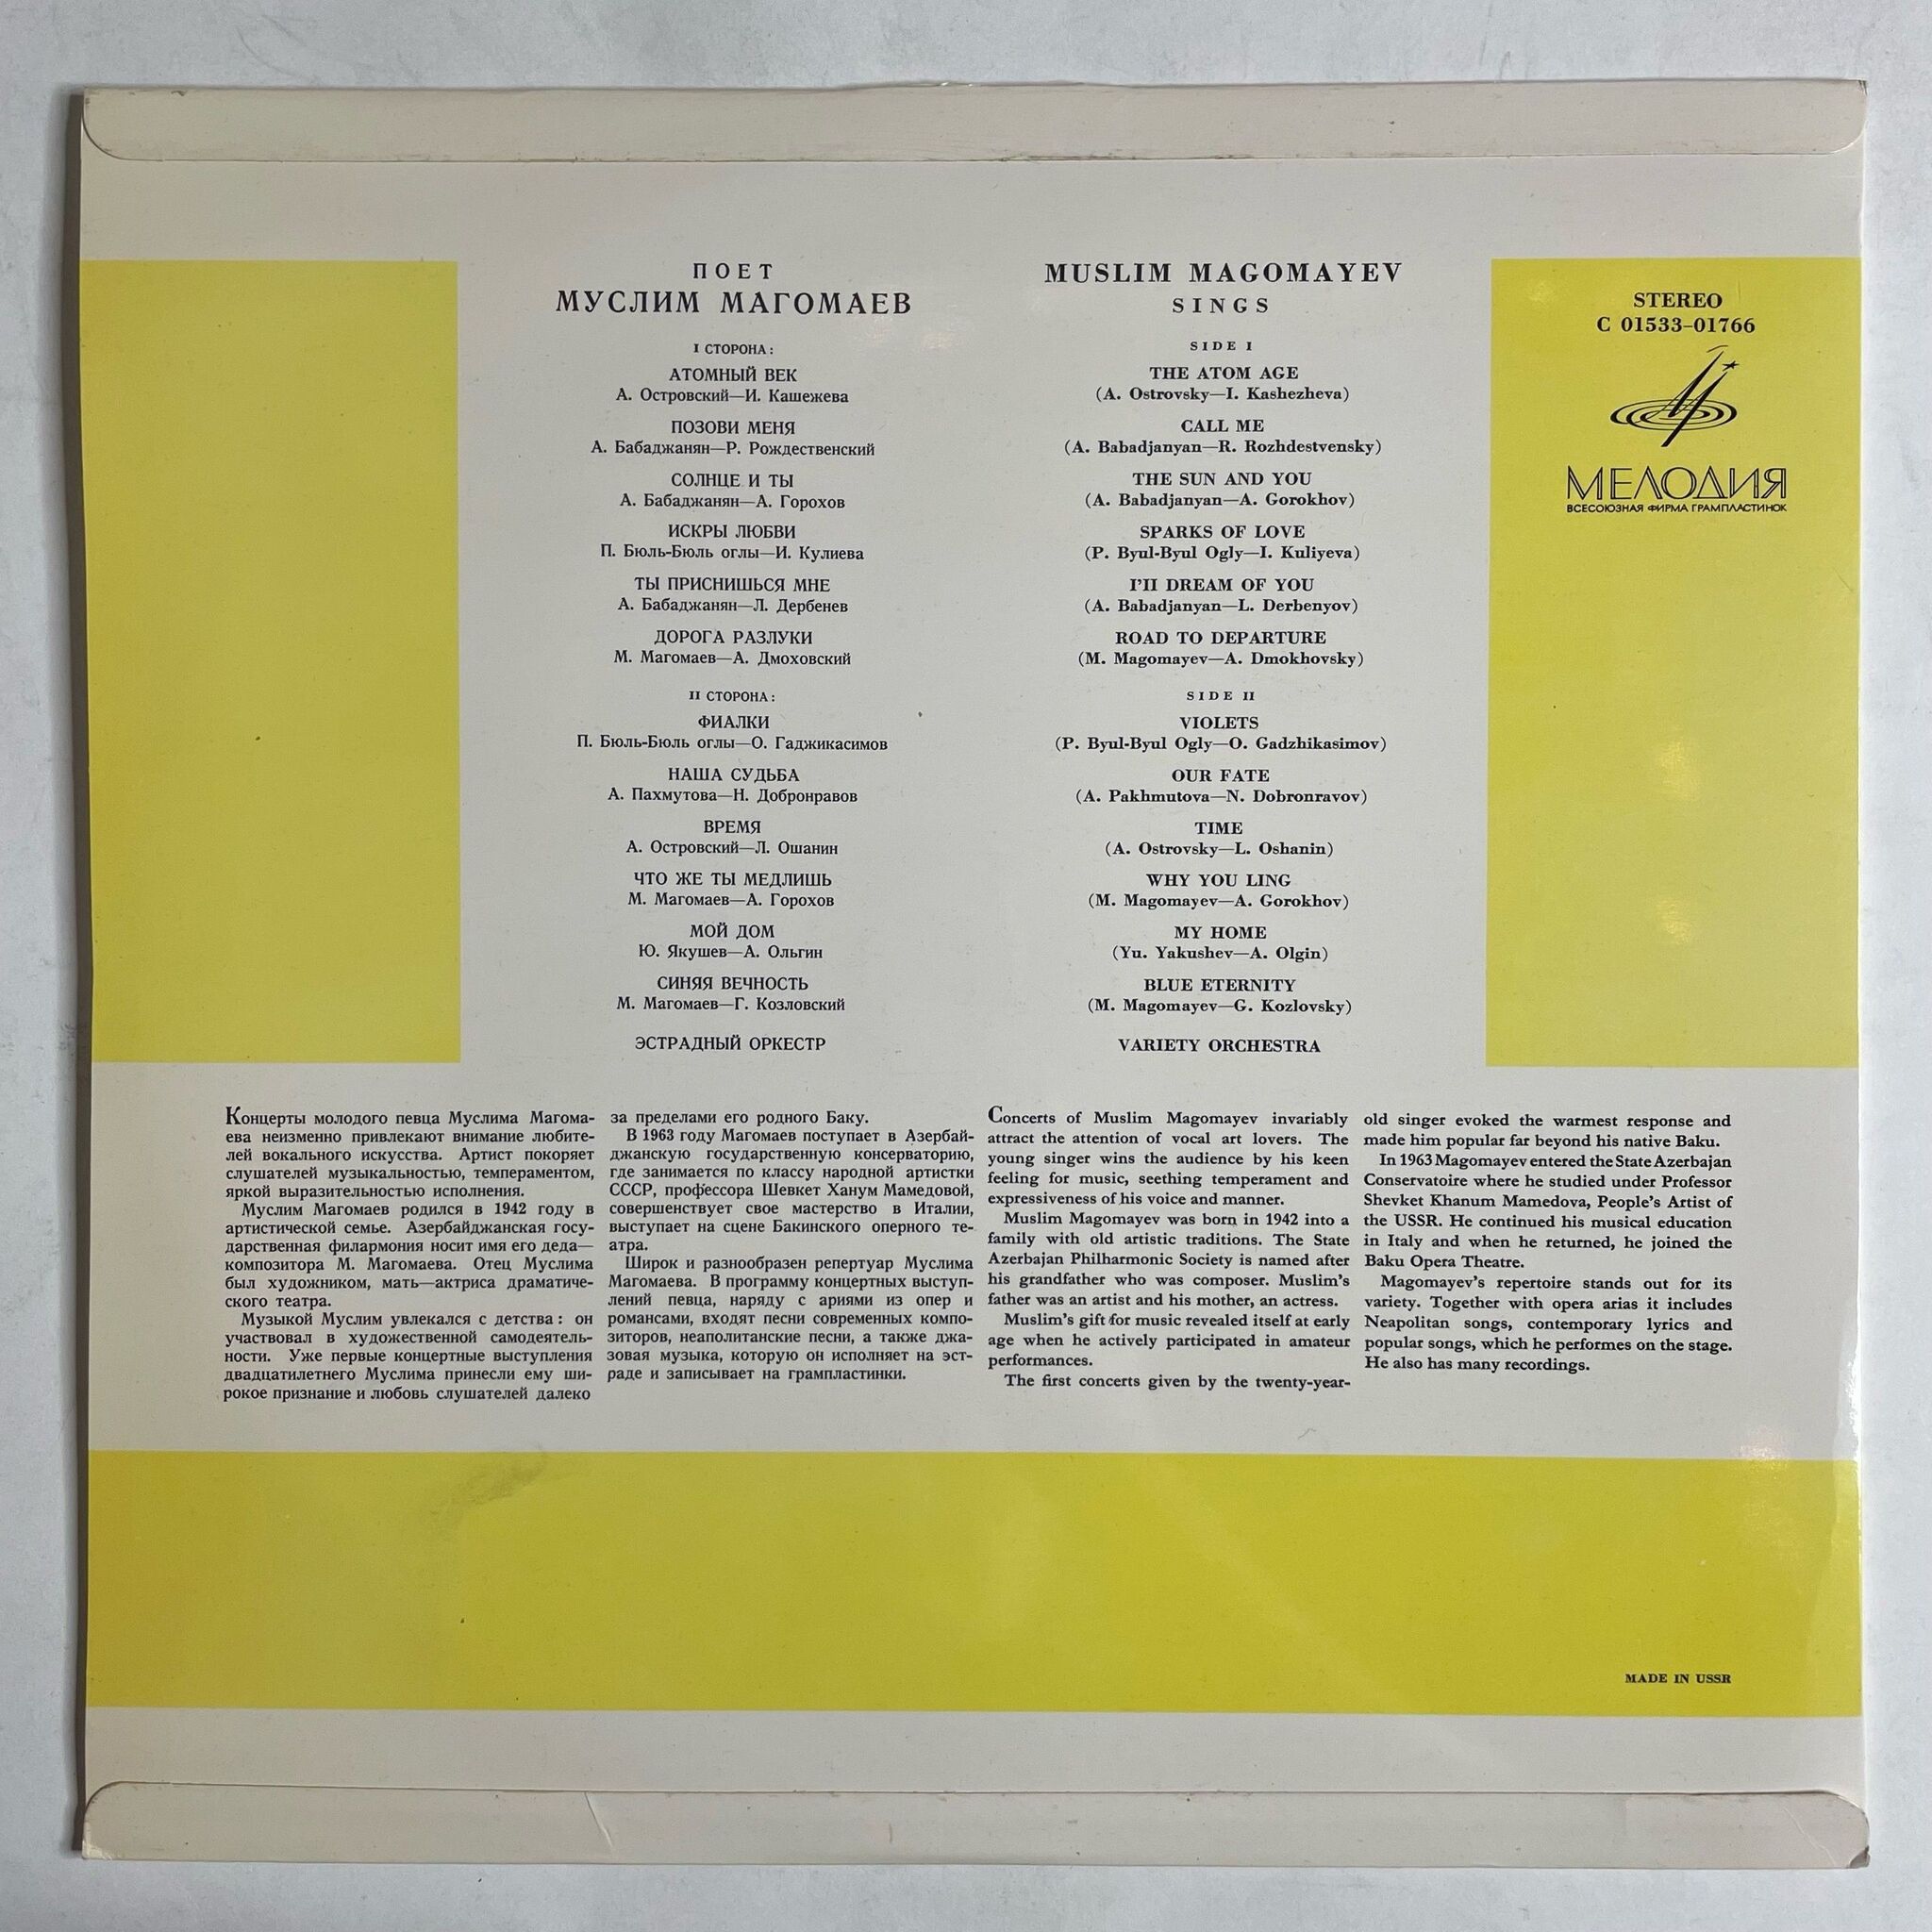 ПОЕТ
МУСЛИМ МАГОМАЕВ
I СТОРОНА:
АТОМНЫЙ ВЕК
А. Островский—И. Кашежева
ПОЗОВИ МЕНЯ
А. Бабаджанян—Р. Рождественский
СОЛНЦЕ И ТЫ
А. Бабаджанян—А. Горохов
ИСКРЫ ЛЮБВИ
П. Бюль-Бюль оглы—И. Кулиева
ТЫ ПРИСНИШЬСЯ МНЕ
А. Бабаджанян—Л. Дербенев
ДОРОГА РАЗЛУКИ
М. Магомаев—А. Дмоховский
II СТОРОНА:
ФИАЛКИ
П. Бюль-Бюль оглы—О. Гаджикасимов
НАША СУДЬБА
А. Пахмутова—Н. Добронравов
ВРЕМЯ
А. Островский—Л. Ошанин
ЧТО ЖЕ ТЫ МЕДЛИШЬ
М. Магомаев—А. Горохов
МОЙ ДОМ
Ю. Якушев—А. Ольгин
СИНЯЯ ВЕЧНОСТЬ
М. Магомаев—Г. Козловский
ЭСТРАДНЫЙ ОРКЕСТР
MUSLIM MAGOMAYEV
SINGS
SIDE I
THE ATOM AGE
(A. Ostrovsky—I. Kashezheva)
CALL ME
(A. Babadjanyan—R. Rozhdestvensky)
THE SUN AND YOU
(A. Babadjanyan—A. Gorokhov)
SPARKS OF LOVE
(P. Byul-Byul Ogly—I. Kuliyeva)
I'II DREAM OF YOU
(A. Babadjanyan—L. Derbenyov)
ROAD TO DEPARTURE
(M. Magomayev—A. Dmokhovsky)
SIDE II
VIOLETS
(P. Byul-Byul Ogly—O. Gadzhikasimov)
OUR FATE
(A. Pakhmutova—N. Dobronravov)
TIME
(A. Ostrovsky—L. Oshanin)
WHY YOU LING
(M. Magomayev—A. Gorokhov)
MY HOME
(Yu. Yakushev—A. Olgin)
BLUE ETERNITY
(M. Magomayev—G. Kozlovsky)
VARIETY ORCHESTRA
STEREO
C 01533–01766
МЕЛОДИЯ
ВСЕСОЮЗНАЯ ФИРМА ГРАМПЛАСТИНОК
Концерты молодого певца Муслима Магома-
ева неизменно привлекают внимание любите-
лей вокального искусства. Артист покоряет
слушателей музыкальностью, темпераментом,
яркой выразительностью исполнения.
Муслим Магомаев родился в 1942 году в
артистической семье. Азербайджанская госу-
дарственная филармония носит имя его деда—
композитора М. Магомаева. Отец Муслима
был художником, мать—актриса драматиче-
ского театра.
Музыкой Муслим увлекался с детства: он
участвовал в художественной самодеятель-
ности. Уже первые концертные выступления
двадцатилетнего Муслима принесли ему ши-
рокое признание и любовь слушателей далеко
за пределами его родного Баку.
В 1963 году Магомаев поступает в Азербай-
джанскую государственную консерваторию,
где занимается по классу народной артистки
СССР, профессора Шевкет Ханум Мамедовой,
совершенствует свое мастерство в Италии,
выступает на сцене Бакинского оперного те-
атра.
Широк и разнообразен репертуар Муслима
Магомаева. В программу концертных выступ-
лений певца, наряду с ариями из опер и
романсами, входят песни современных компо-
зиторов, неаполитанские песни, а также джа-
зовая музыка, которую он исполняет на эст-
раде и записывает на грампластинки.
Concerts of Muslim Magomayev invariably
attract the attention of vocal art lovers. The
young singer wins the audience by his keen
feeling for music, seething temperament and
expressiveness of his voice and manner.
Muslim Magomayev was born in 1942 into a
family with old artistic traditions. The State
Azerbajan Philharmonic Society is named after
his grandfather who was composer. Muslim's
father was an artist and his mother, an actress.
Muslim's gift for music revealed itself at early
age when he actively participated in amateur
performances.
The first concerts given by the twenty-year-
old singer evoked the warmest response and
made him popular far beyond his native Baku.
In 1963 Magomayev entered the State Azerbajan
Conservatoire where he studied under Professor
Shevket Khanum Mamedova, People's Artist of
the USSR. He continued his musical education
in Italy and when he returned, he joined the
Baku Opera Theatre.
Magomayev's repertoire stands out for its
variety. Together with opera arias it includes
Neapolitan songs, contemporary lyrics and
popular songs, which he performes on the stage.
He also has many recordings.
MADE IN USSR